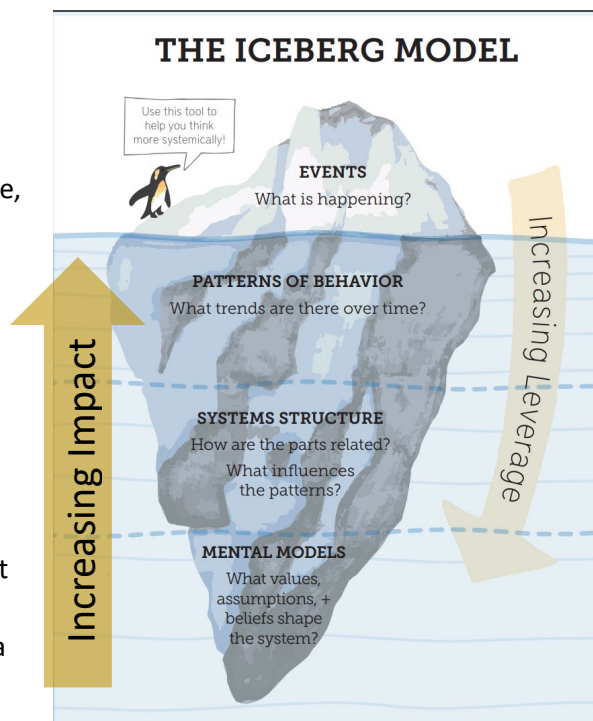 THE ICEBERG MODEL
Use this tool to
help you think
more systemically!
e,
EVENTS
What is happening?
PATTERNS OF BEHAVIOR
What trends are there over time?
SYSTEMS STRUCTURE
How are the parts related?
What influences
the patterns?
MENTAL MODELS
What values,
assumptions, +
beliefs shape
the system?
Increasing Impact
Increasing Leverage
t
a